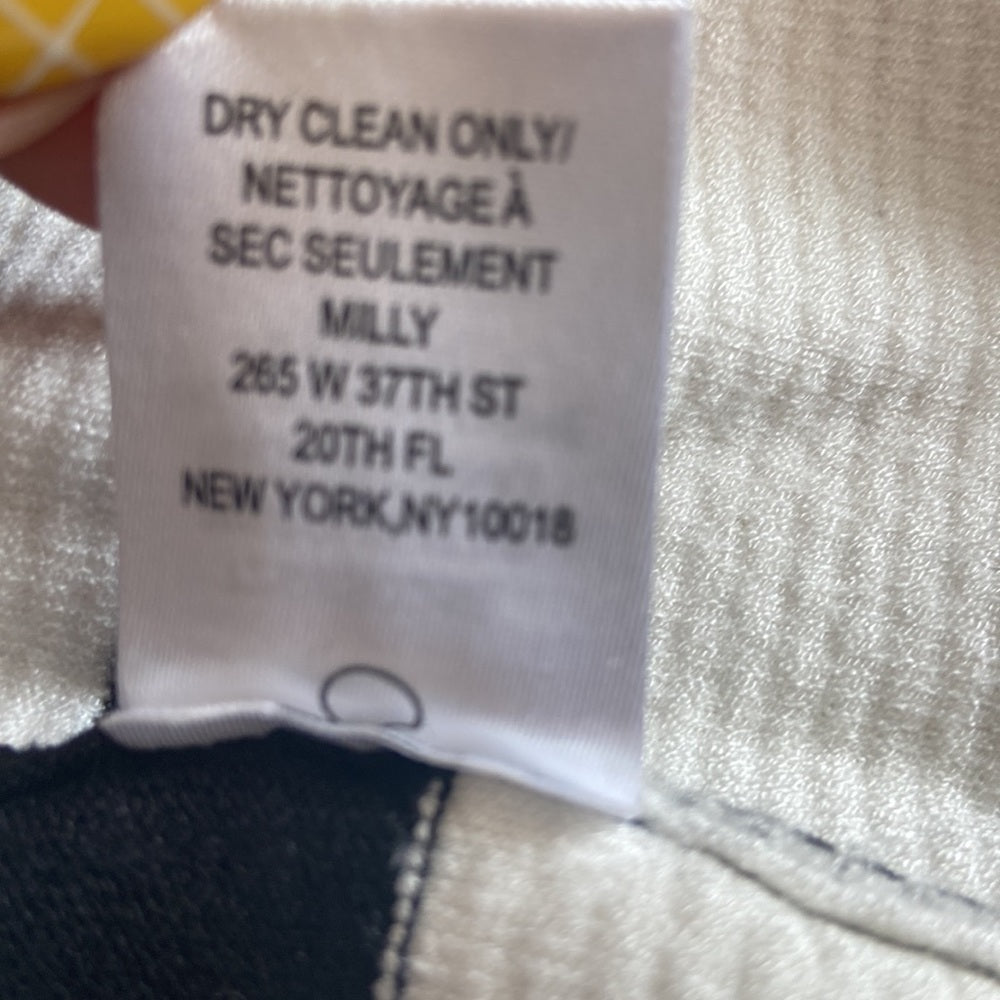 DRY CLEAN ONLY/
NETTOYAGE À
SEC SEULEMENT
MILLY
265 W 37TH ST
20TH FL
NEW YORK,NY10018